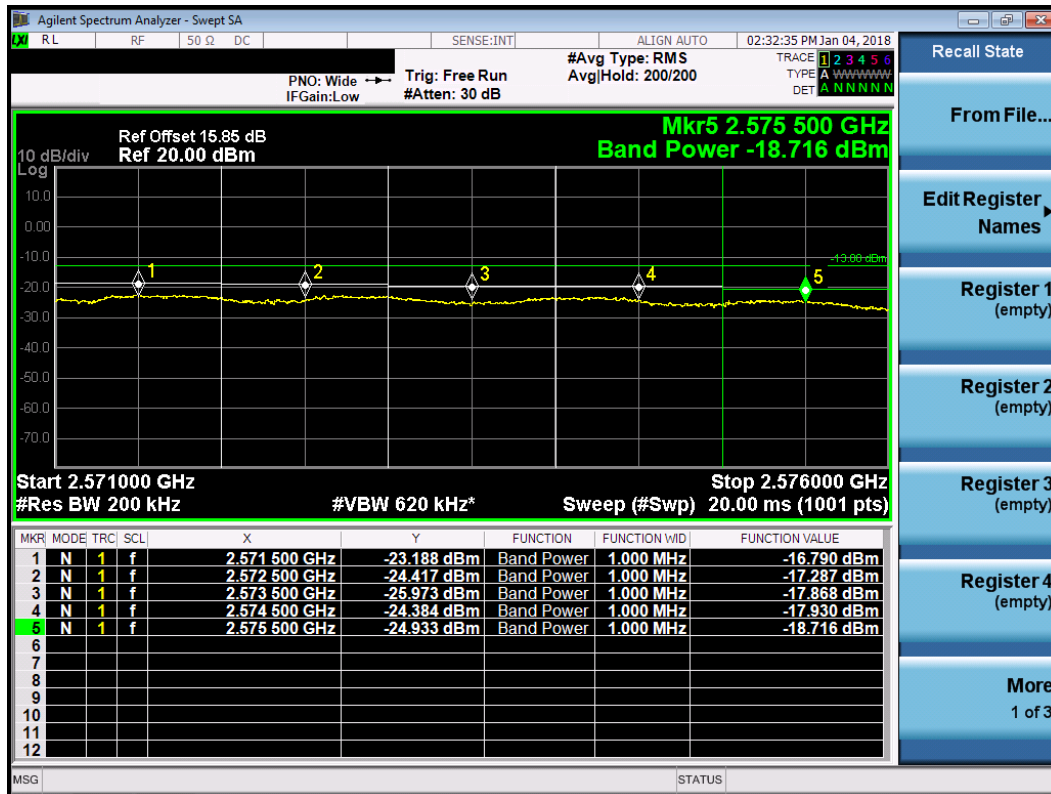 Agilent Spectrum Analyzer - Swept SA
LXI RL RF 50 Ω DC SENSE:INT ALIGN AUTO 02:32:35 PM Jan 04, 2018
PNO: Wide Trig: Free Run #Avg Type: RMS TRACE 1 2 3 4 5 6
IFGain:Low #Atten: 30 dB Avg|Hold: 200/200 TYPE A WWWWW
DET A N N N N N
Ref Offset 15.85 dB Mkr5 2.575 500 GHz
10 dB/div Ref 20.00 dBm Band Power -18.716 dBm
Log
10.0
0.00
-10.0
-13.00 dBm
1 2 3 4 5
-20.0
-30.0
-40.0
-50.0
-60.0
-70.0
Start 2.571000 GHz Stop 2.576000 GHz
#Res BW 200 kHz #VBW 620 kHz* Sweep (#Swp) 20.00 ms (1001 pts)
MKR MODE TRC SCL X Y FUNCTION FUNCTION WID FUNCTION VALUE
1 N 1 f 2.571 500 GHz -23.188 dBm Band Power 1.000 MHz -16.790 dBm
2 N 1 f 2.572 500 GHz -24.417 dBm Band Power 1.000 MHz -17.287 dBm
3 N 1 f 2.573 500 GHz -25.973 dBm Band Power 1.000 MHz -17.868 dBm
4 N 1 f 2.574 500 GHz -24.384 dBm Band Power 1.000 MHz -17.930 dBm
5 N 1 f 2.575 500 GHz -24.933 dBm Band Power 1.000 MHz -18.716 dBm
6
7
8
9
10
11
12
MSG STATUS
Recall State
From File...
Edit Register
Names
Register 1
(empty)
Register 2
(empty)
Register 3
(empty)
Register 4
(empty)
More
1 of 3